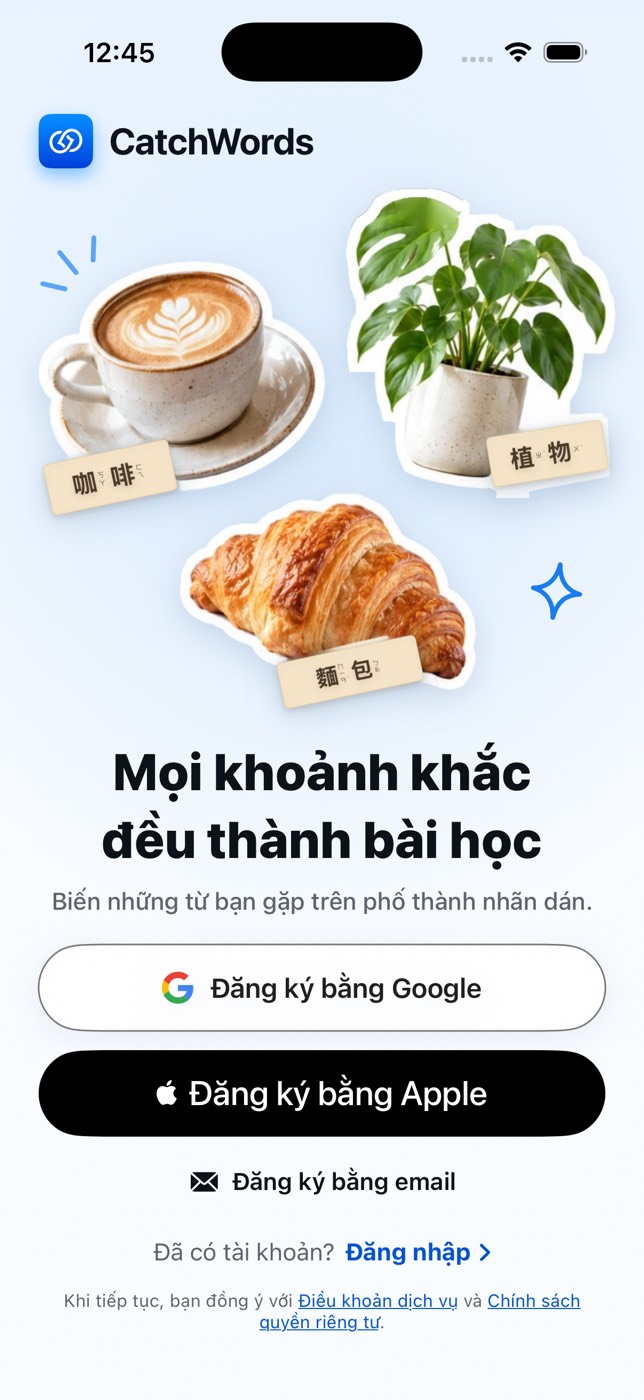 12:45
CatchWords
咖啡
植物
麵包
Mọi khoảnh khắc
đều thành bài học
Biến những từ bạn gặp trên phố thành nhãn dán.
Đăng ký bằng Google
Đăng ký bằng Apple
Đăng ký bằng email
Đã có tài khoản? Đăng nhập
Khi tiếp tục, bạn đồng ý với Điều khoản dịch vụ và Chính sách
quyền riêng tư.